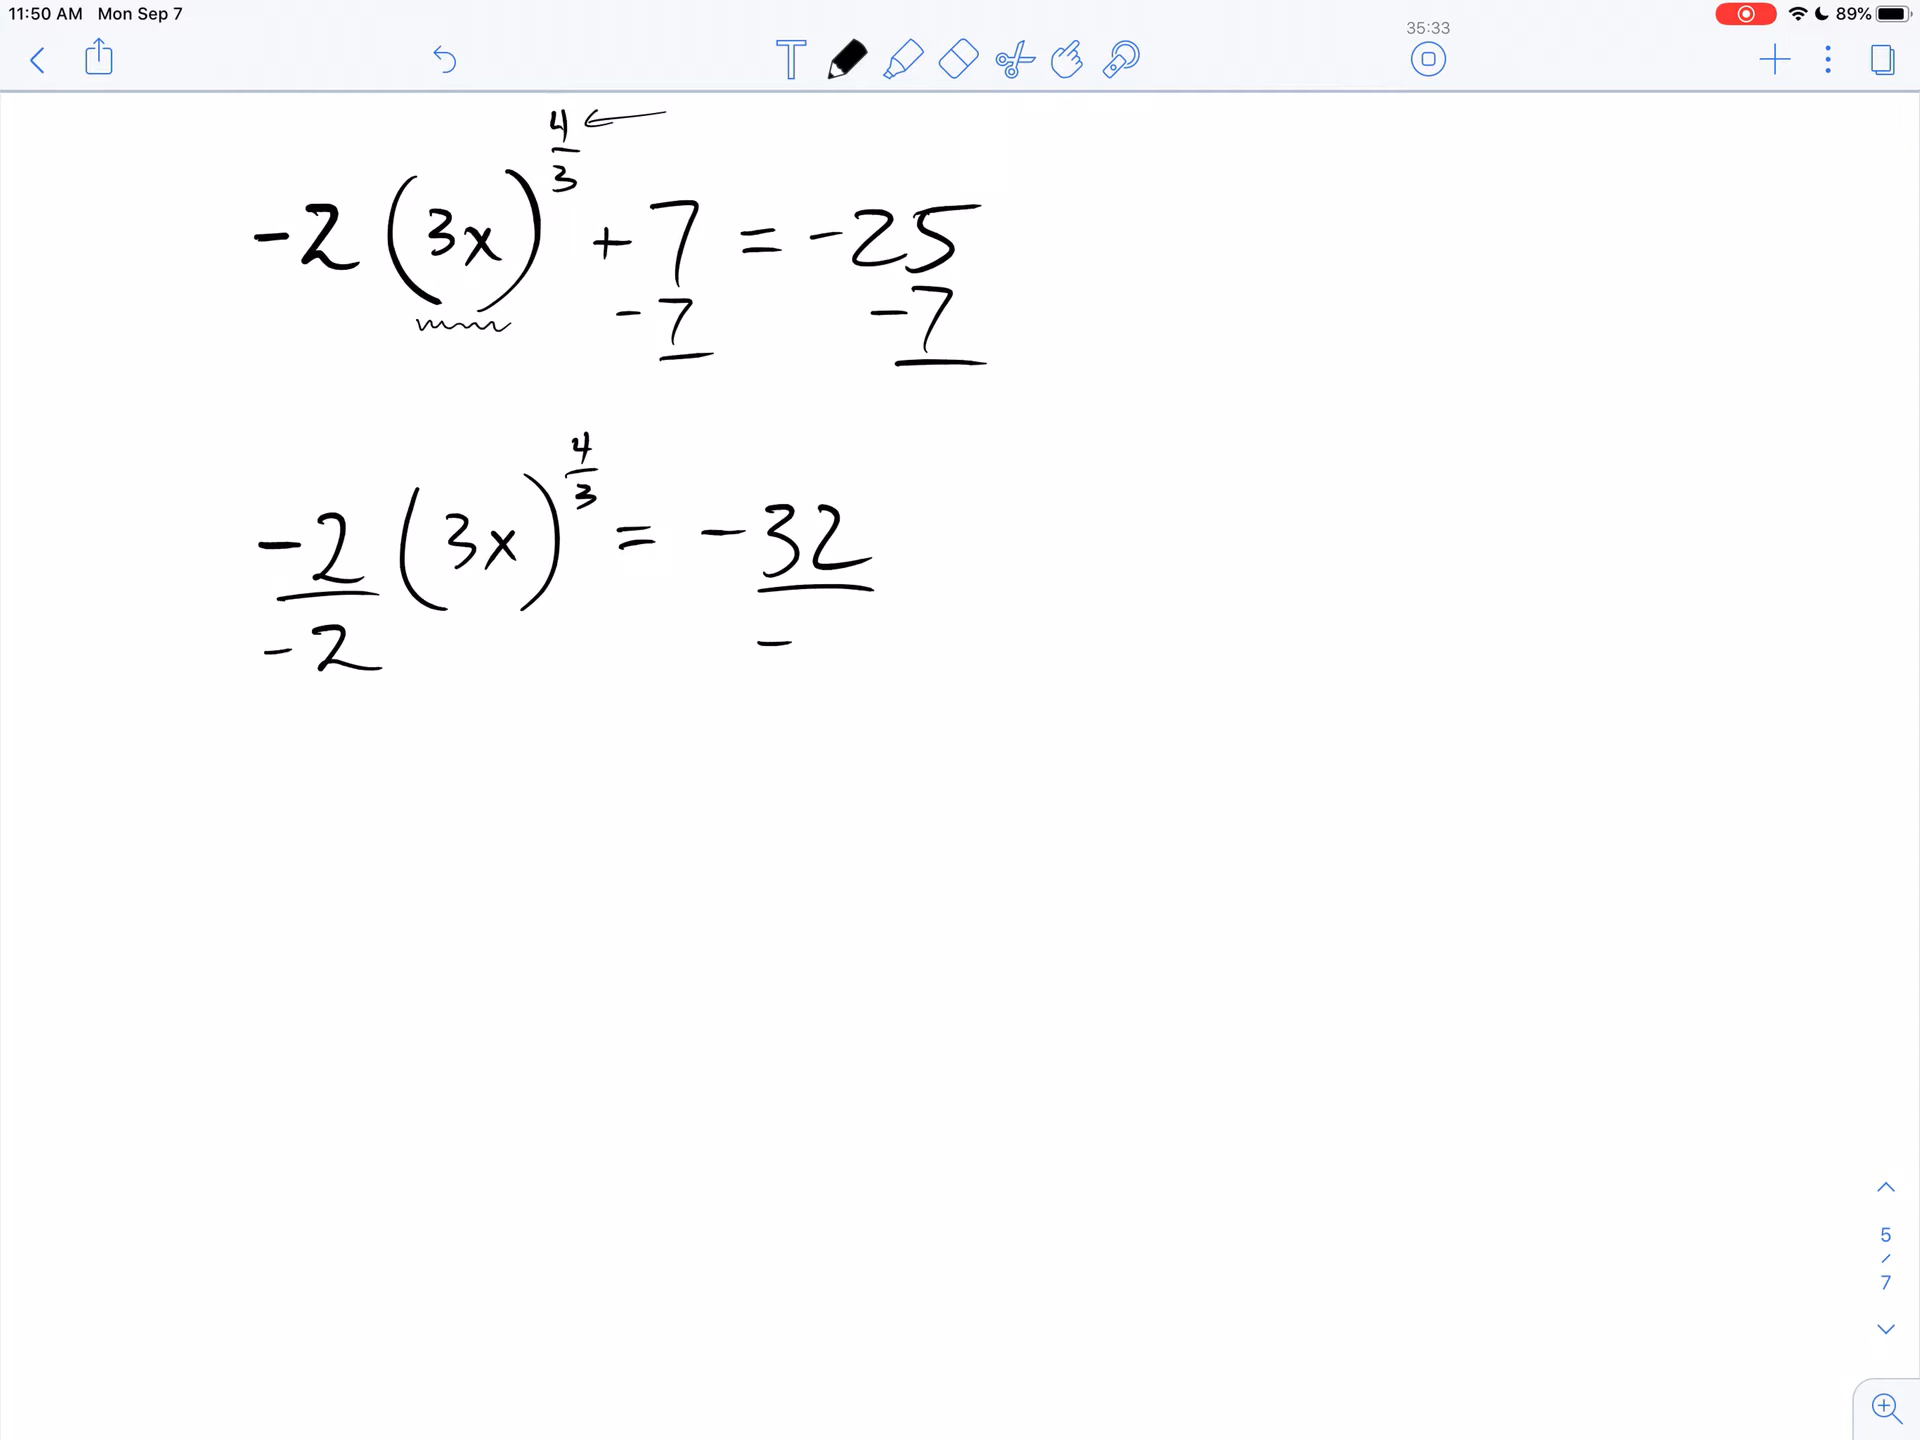 11:50 AM Mon Sep 7
89%
35:33
T
4
3
-2 (3x) + 7 = -25
-7 -7
4
3
-2 (3x) = -32
-2 -
5
/
7